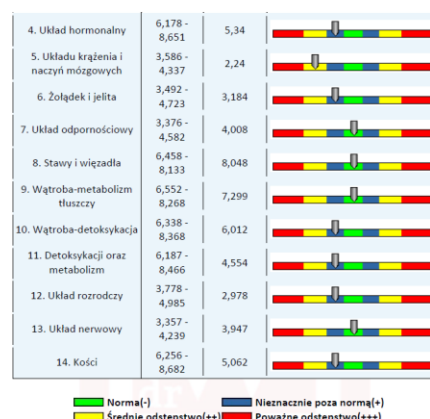 4. Układ hormonalny 6,178 - 8,651 5,34
5. Układu krążenia i naczyń mózgowych 3,586 - 4,337 2,24
6. Żołądek i jelita 3,492 - 4,723 3,184
7. Układ odpornościowy 3,376 - 4,582 4,008
8. Stawy i więzadła 6,458 - 8,133 8,048
9. Wątroba-metabolizm tłuszczy 6,552 - 8,268 7,299
10. Wątroba-detoksykacja 6,338 - 8,368 6,012
11. Detoksykacji oraz metabolizm 6,187 - 8,466 4,554
12. Układ rozrodczy 3,778 - 4,985 2,978
13. Układ nerwowy 3,357 - 4,239 3,947
14. Kości 6,256 - 8,682 5,062
Norma(-) Nieznacznie poza normą(+)
Średnie odstenstwo(++) Poważne odstenstwo(+++)